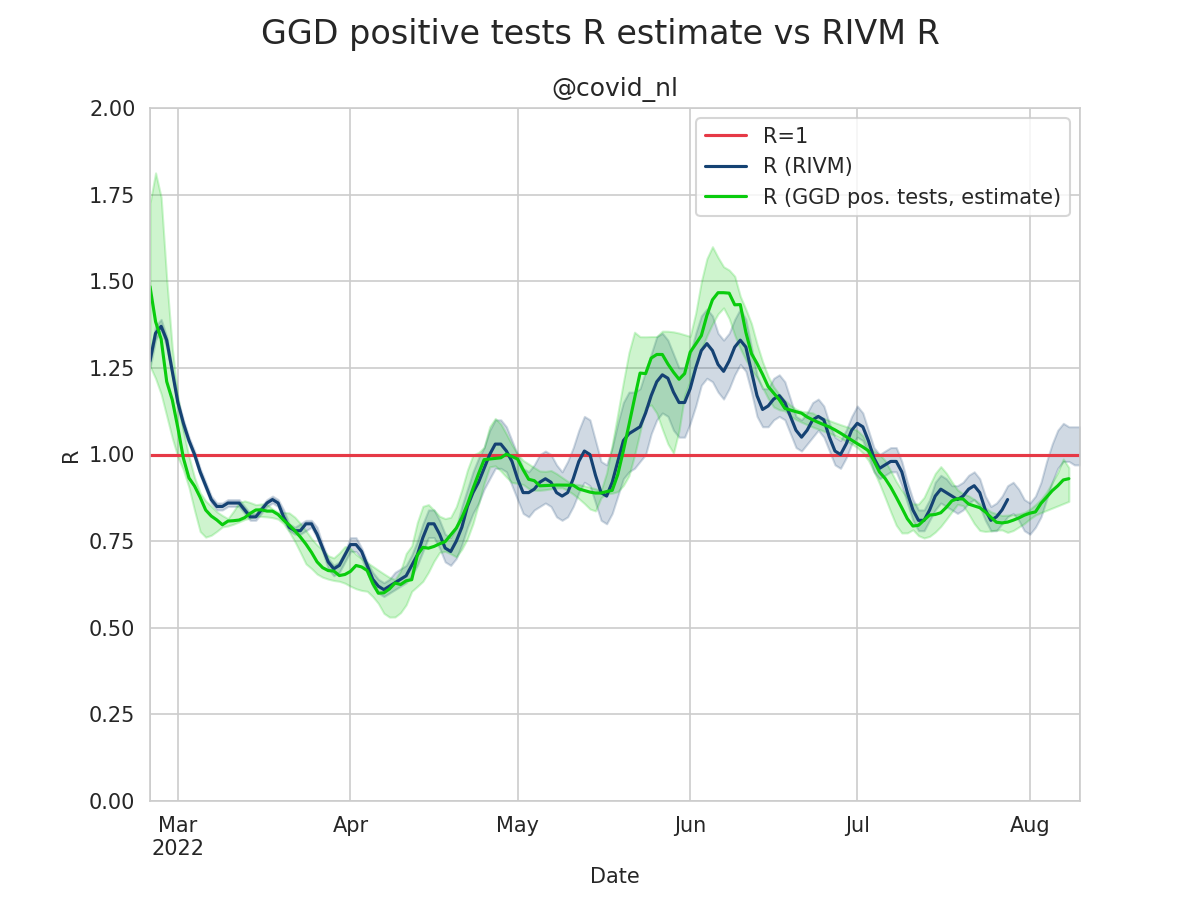 GGD positive tests R estimate vs RIVM R
@covid_nl
2.00
1.75
1.50
1.25
1.00
0.75
0.50
0.25
0.00
R
R=1
R (RIVM)
R (GGD pos. tests, estimate)
Mar Apr May Jun Jul Aug
2022
Date